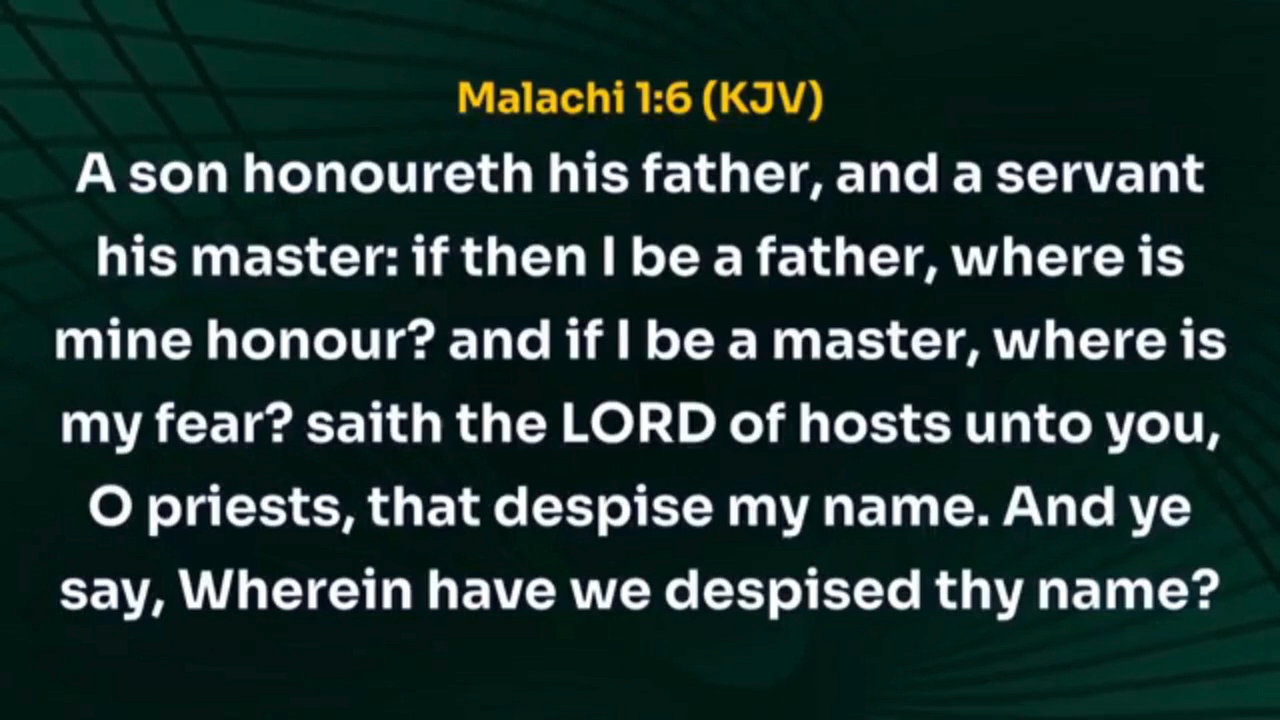 Malachi 1:6 (KJV)
A son honoureth his father, and a servant
his master: if then I be a father, where is
mine honour? and if I be a master, where is
my fear? saith the LORD of hosts unto you,
O priests, that despise my name. And ye
say, Wherein have we despised thy name?